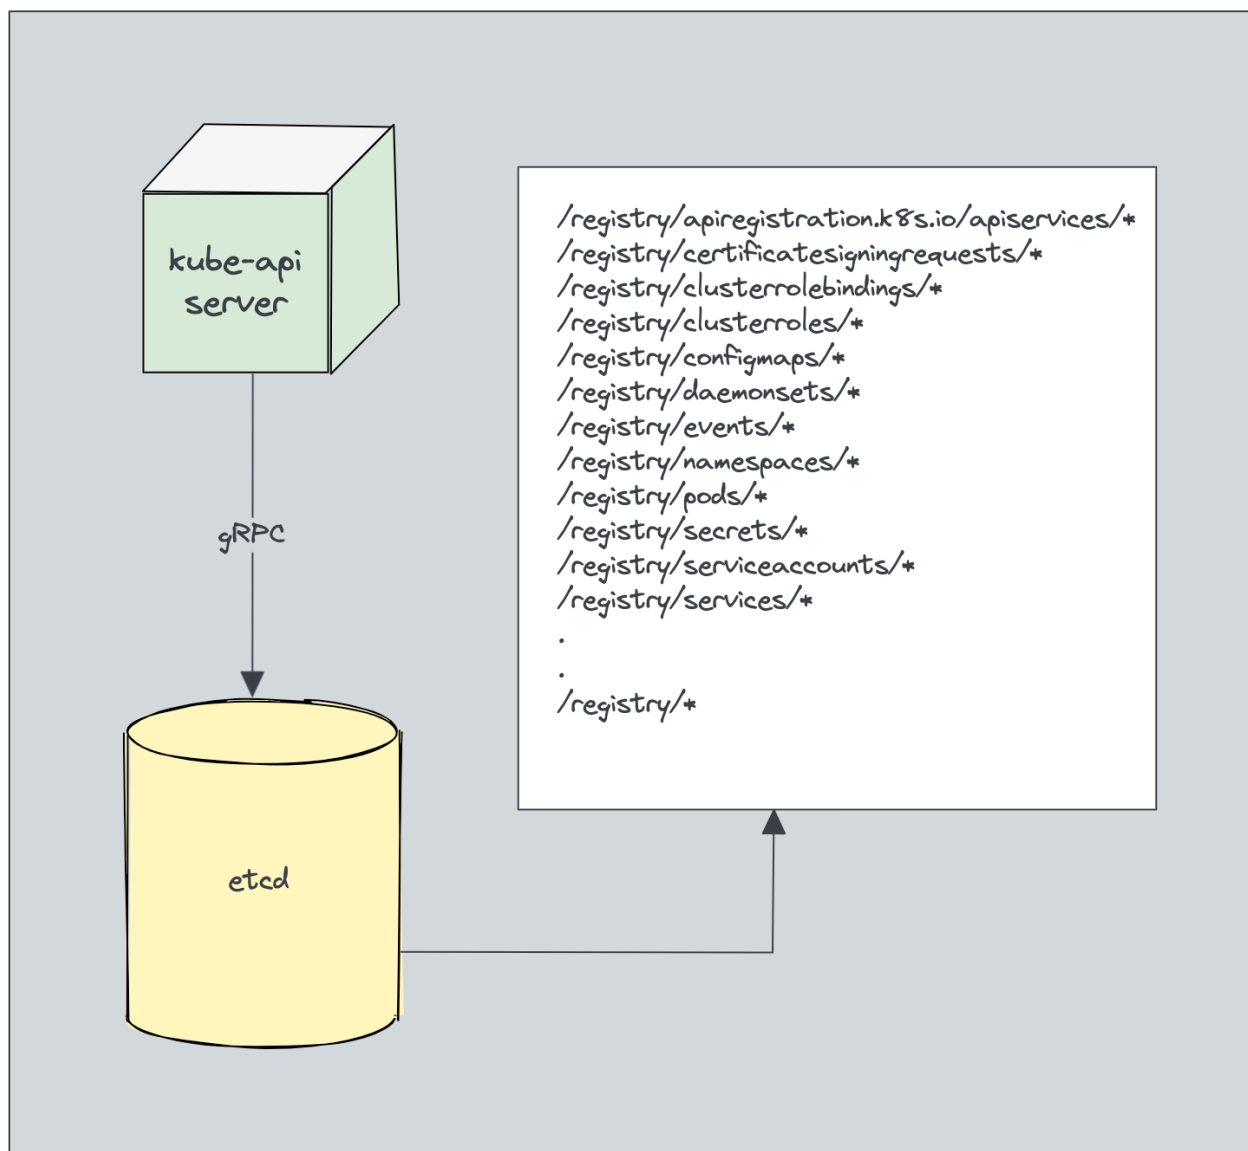 kube-api
server
gRPC
etcd
/registry/apiregistration.k8s.io/apiservices/*
/registry/certificatesigningrequests/*
/registry/clusterrolebindings/*
/registry/clusterroles/*
/registry/configmaps/*
/registry/daemonsets/*
/registry/events/*
/registry/namespaces/*
/registry/pods/*
/registry/secrets/*
/registry/serviceaccounts/*
/registry/services/*
.
.
/registry/*